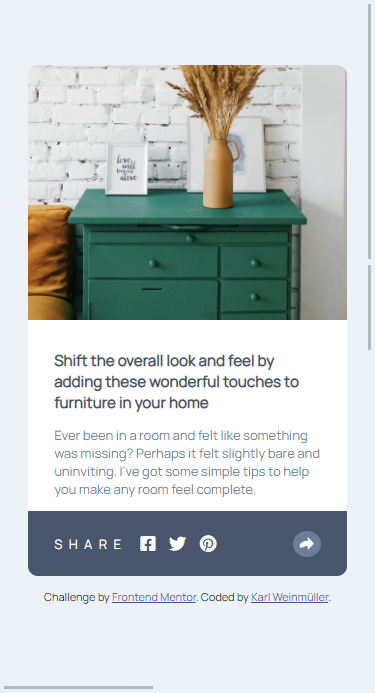 love
will
keep us
alive
Shift the overall look and feel by
adding these wonderful touches to
furniture in your home
Ever been in a room and felt like something
was missing? Perhaps it felt slightly bare and
uninviting. I've got some simple tips to help
you make any room feel complete.
SHARE
Challenge by Frontend Mentor. Coded by Karl Weinmüller.